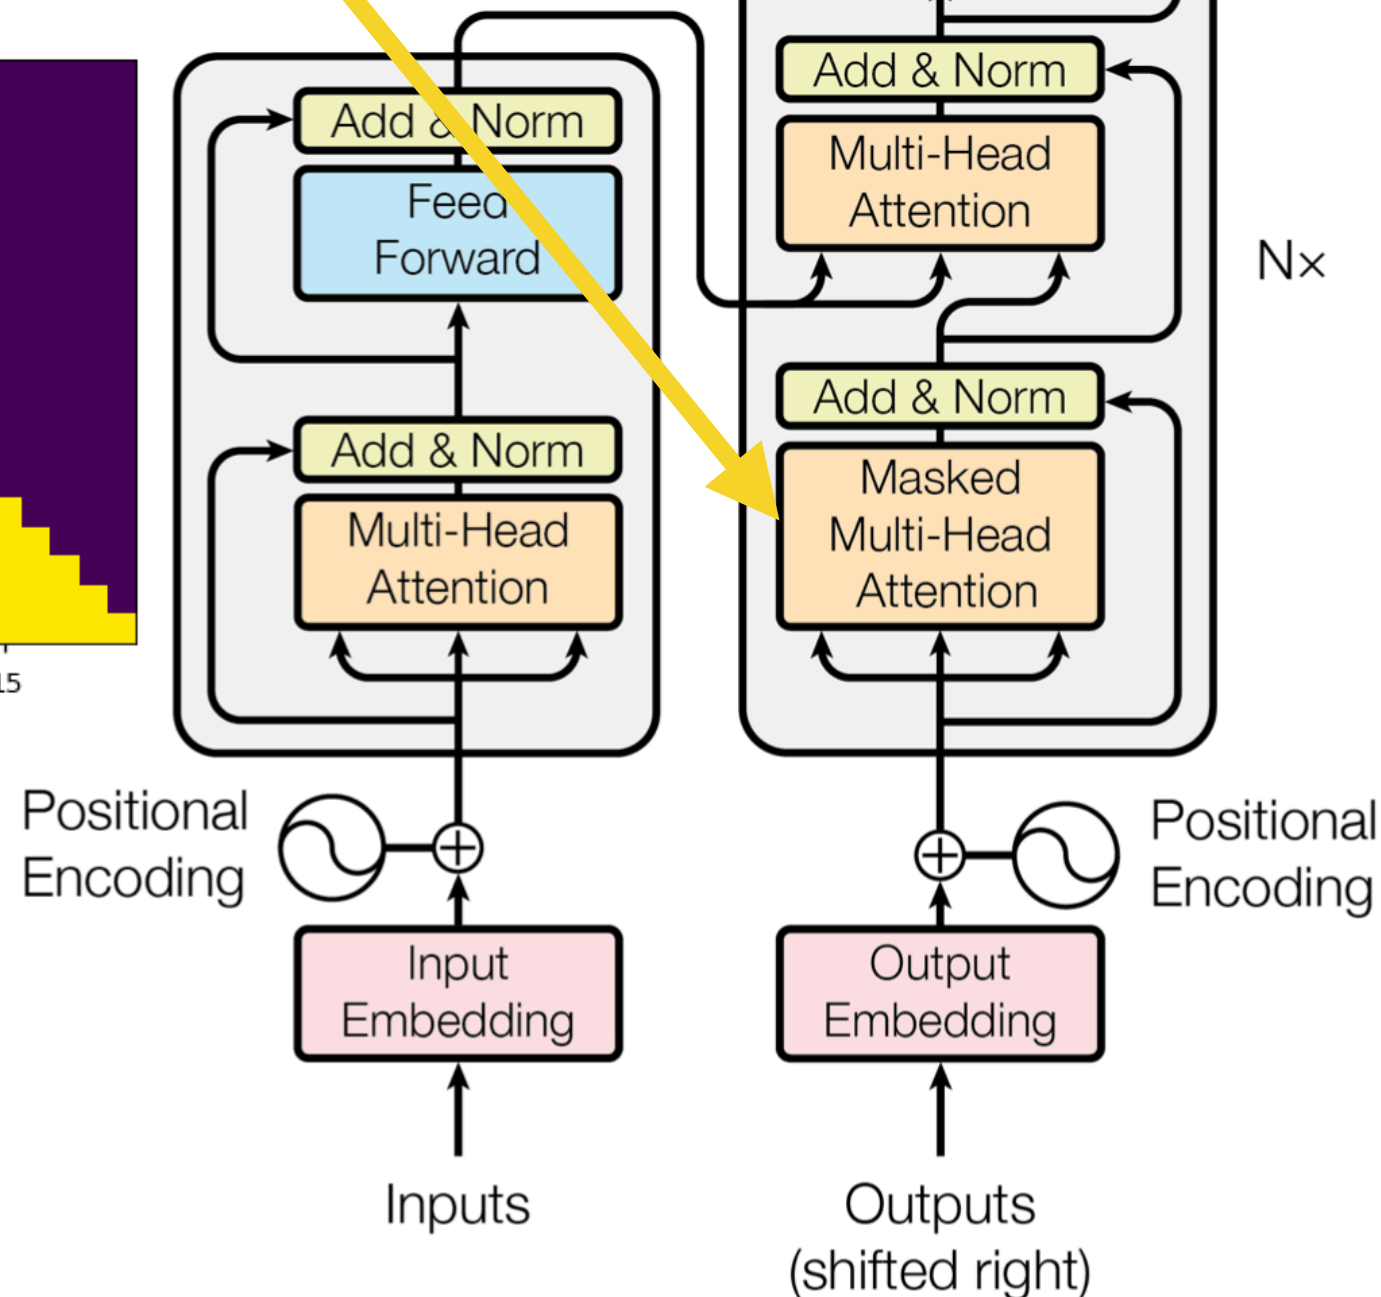 Add & Norm
Feed
Forward
Add & Norm
Multi-Head
Attention
Positional
Encoding
Input
Embedding
Inputs
15
Add & Norm
Multi-Head
Attention
N×
Add & Norm
Masked
Multi-Head
Attention
Positional
Encoding
Output
Embedding
Outputs
(shifted right)